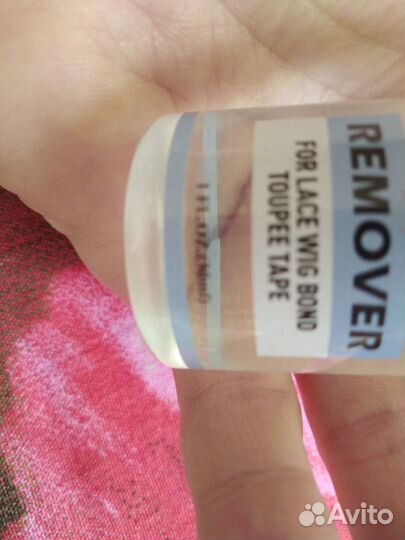 REMOVER
FOR LACE WIG BOND
TOUPEE TAPE
Avito